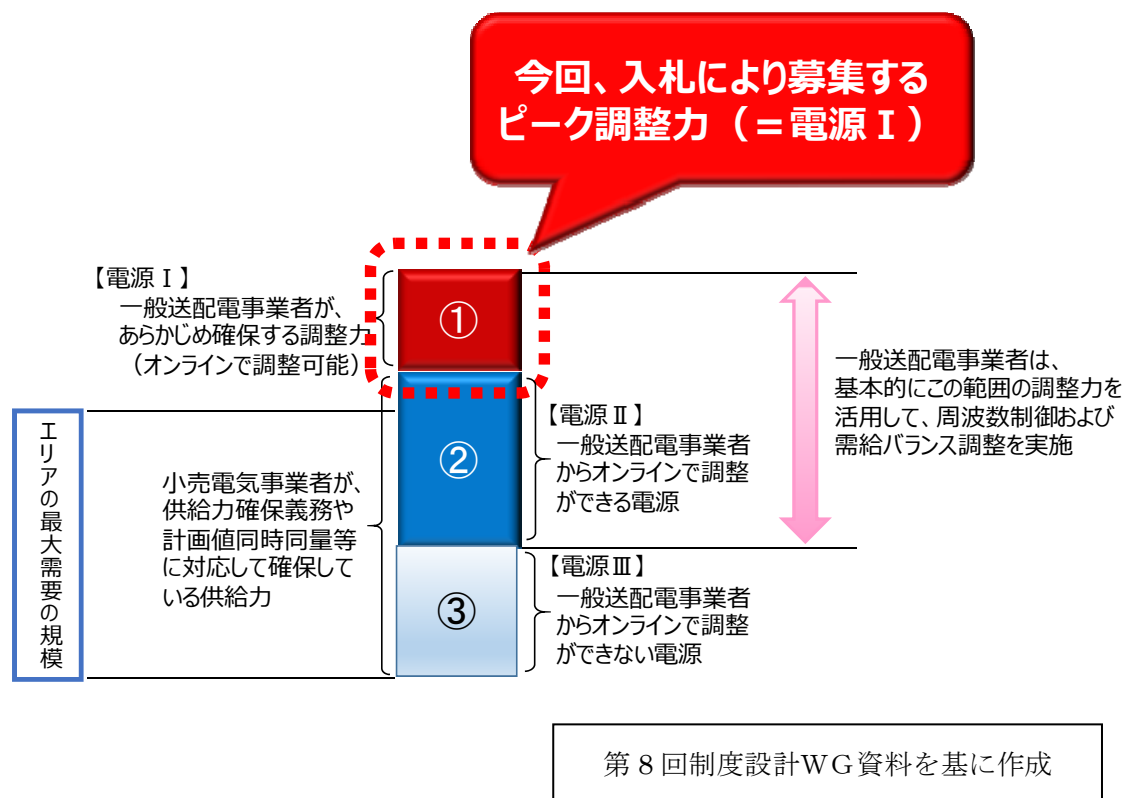 今回、入札により募集する
ピーク調整力（＝電源Ⅰ）
【電源Ⅰ】
一般送配電事業者が、
あらかじめ確保する調整力
（オンラインで調整可能）
①
一般送配電事業者は、
基本的にこの範囲の調整力を
活用して、周波数制御および
需給バランス調整を実施
エリアの最大需要の規模
小売電気事業者が、
供給力確保義務や
計画値同時同量等
に対応して確保して
いる供給力
②
【電源Ⅱ】
一般送配電事業者
からオンラインで調整
ができる電源
③
【電源Ⅲ】
一般送配電事業者
からオンラインで調整
ができない電源
第８回制度設計ＷＧ資料を基に作成